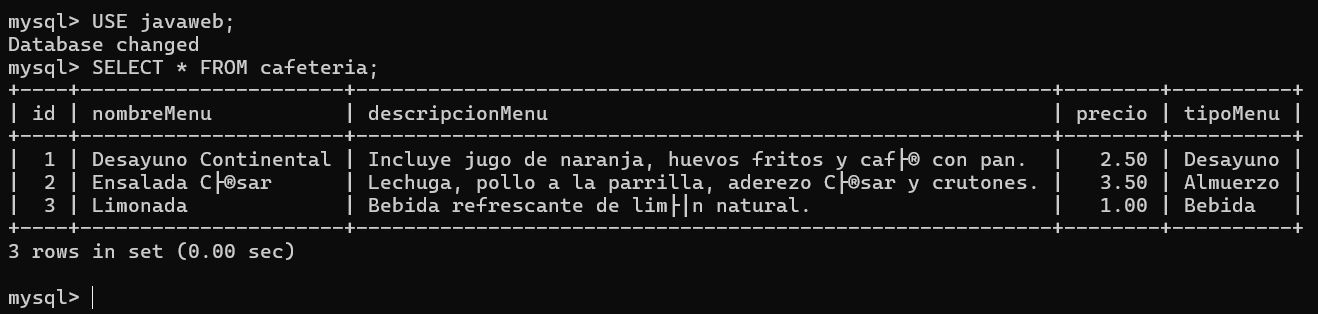 mysql> USE javaweb;
Database changed
mysql> SELECT * FROM cafeteria;
+----+----------------------+----------------------------------------------------------+--------+----------+
| id | nombreMenu           | descripcionMenu                                          | precio | tipoMenu |
+----+----------------------+----------------------------------------------------------+--------+----------+
|  1 | Desayuno Continental | Incluye jugo de naranja, huevos fritos y caf├® con pan.  |   2.50 | Desayuno |
|  2 | Ensalada C├®sar      | Lechuga, pollo a la parrilla, aderezo C├®sar y crutones. |   3.50 | Almuerzo |
|  3 | Limonada             | Bebida refrescante de lim├│n natural.                    |   1.00 | Bebida   |
+----+----------------------+----------------------------------------------------------+--------+----------+
3 rows in set (0.00 sec)
mysql>